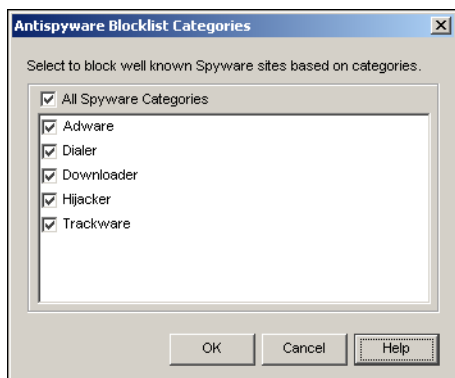 Antispyware Blocklist Categories
Select to block well known Spyware sites based on categories.
All Spyware Categories
Adware
Dialer
Downloader
Hijacker
Trackware
OK Cancel Help